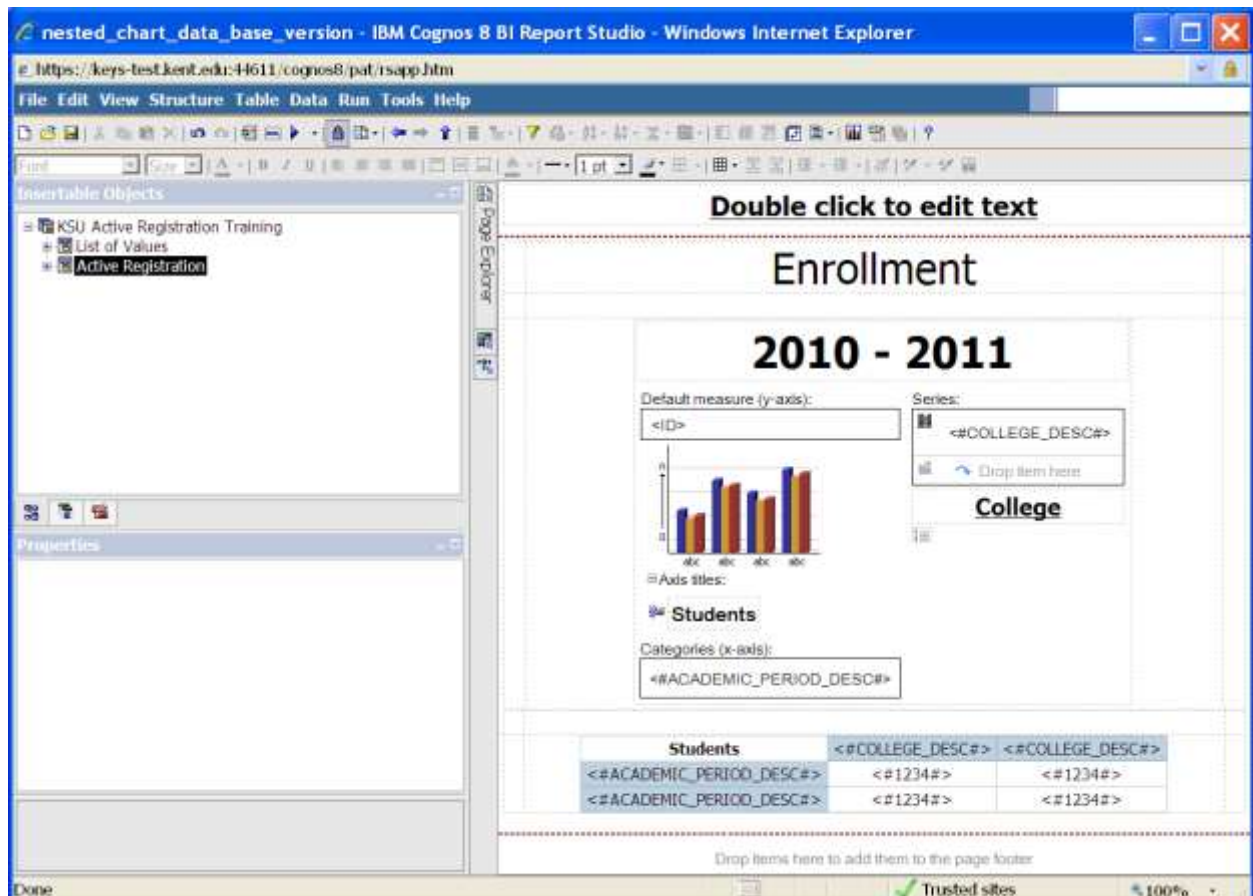 nested_chart_data_base_version - IBM Cognos 8 BI Report Studio - Windows Internet Explorer
https://keys-test.kent.edu:44611/cognos8/pat/rsapp.htm
File Edit View Structure Table Data Run Tools Help
Font Size 1 pt
Insertable Objects
KSU Active Registration Training
List of Values
Active Registration
Properties
Page Explorer
Double click to edit text
Enrollment
2010 - 2011
Default measure (y-axis): Series:
<ID>
<#COLLEGE_DESC#>
Drop item here
College
abc abc abc abc
Axis titles:
Students
Categories (x-axis):
<#ACADEMIC_PERIOD_DESC#>
Students <#COLLEGE_DESC#> <#COLLEGE_DESC#>
<#ACADEMIC_PERIOD_DESC#> <#1234#> <#1234#>
<#ACADEMIC_PERIOD_DESC#> <#1234#> <#1234#>
Drop items here to add them to the page footer
Done Trusted sites 100%